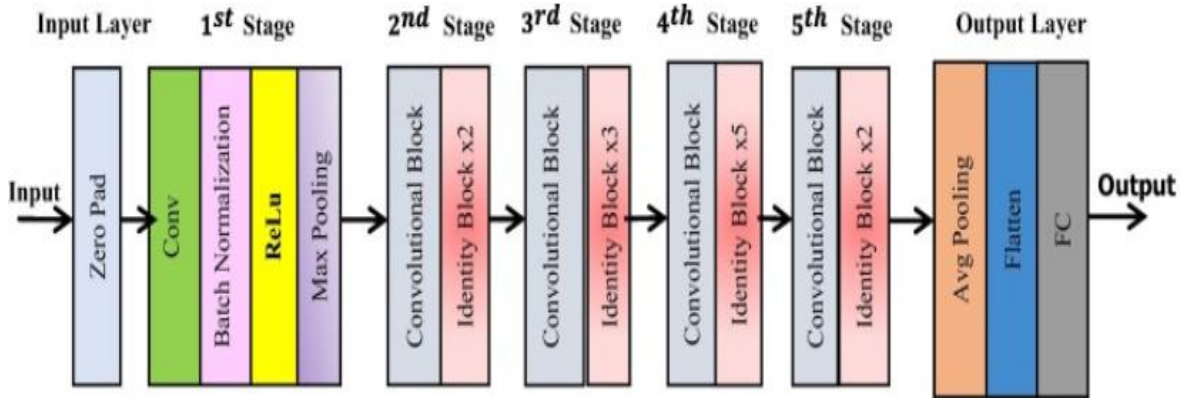 Input Layer
1st Stage
2nd Stage
3rd Stage
4th Stage
5th Stage
Output Layer
Input
Zero Pad
Conv
Batch Normalization
ReLu
Max Pooling
Convolutional Block
Identity Block x2
Convolutional Block
Identity Block x3
Convolutional Block
Identity Block x5
Convolutional Block
Identity Block x2
Avg Pooling
Flatten
FC
Output